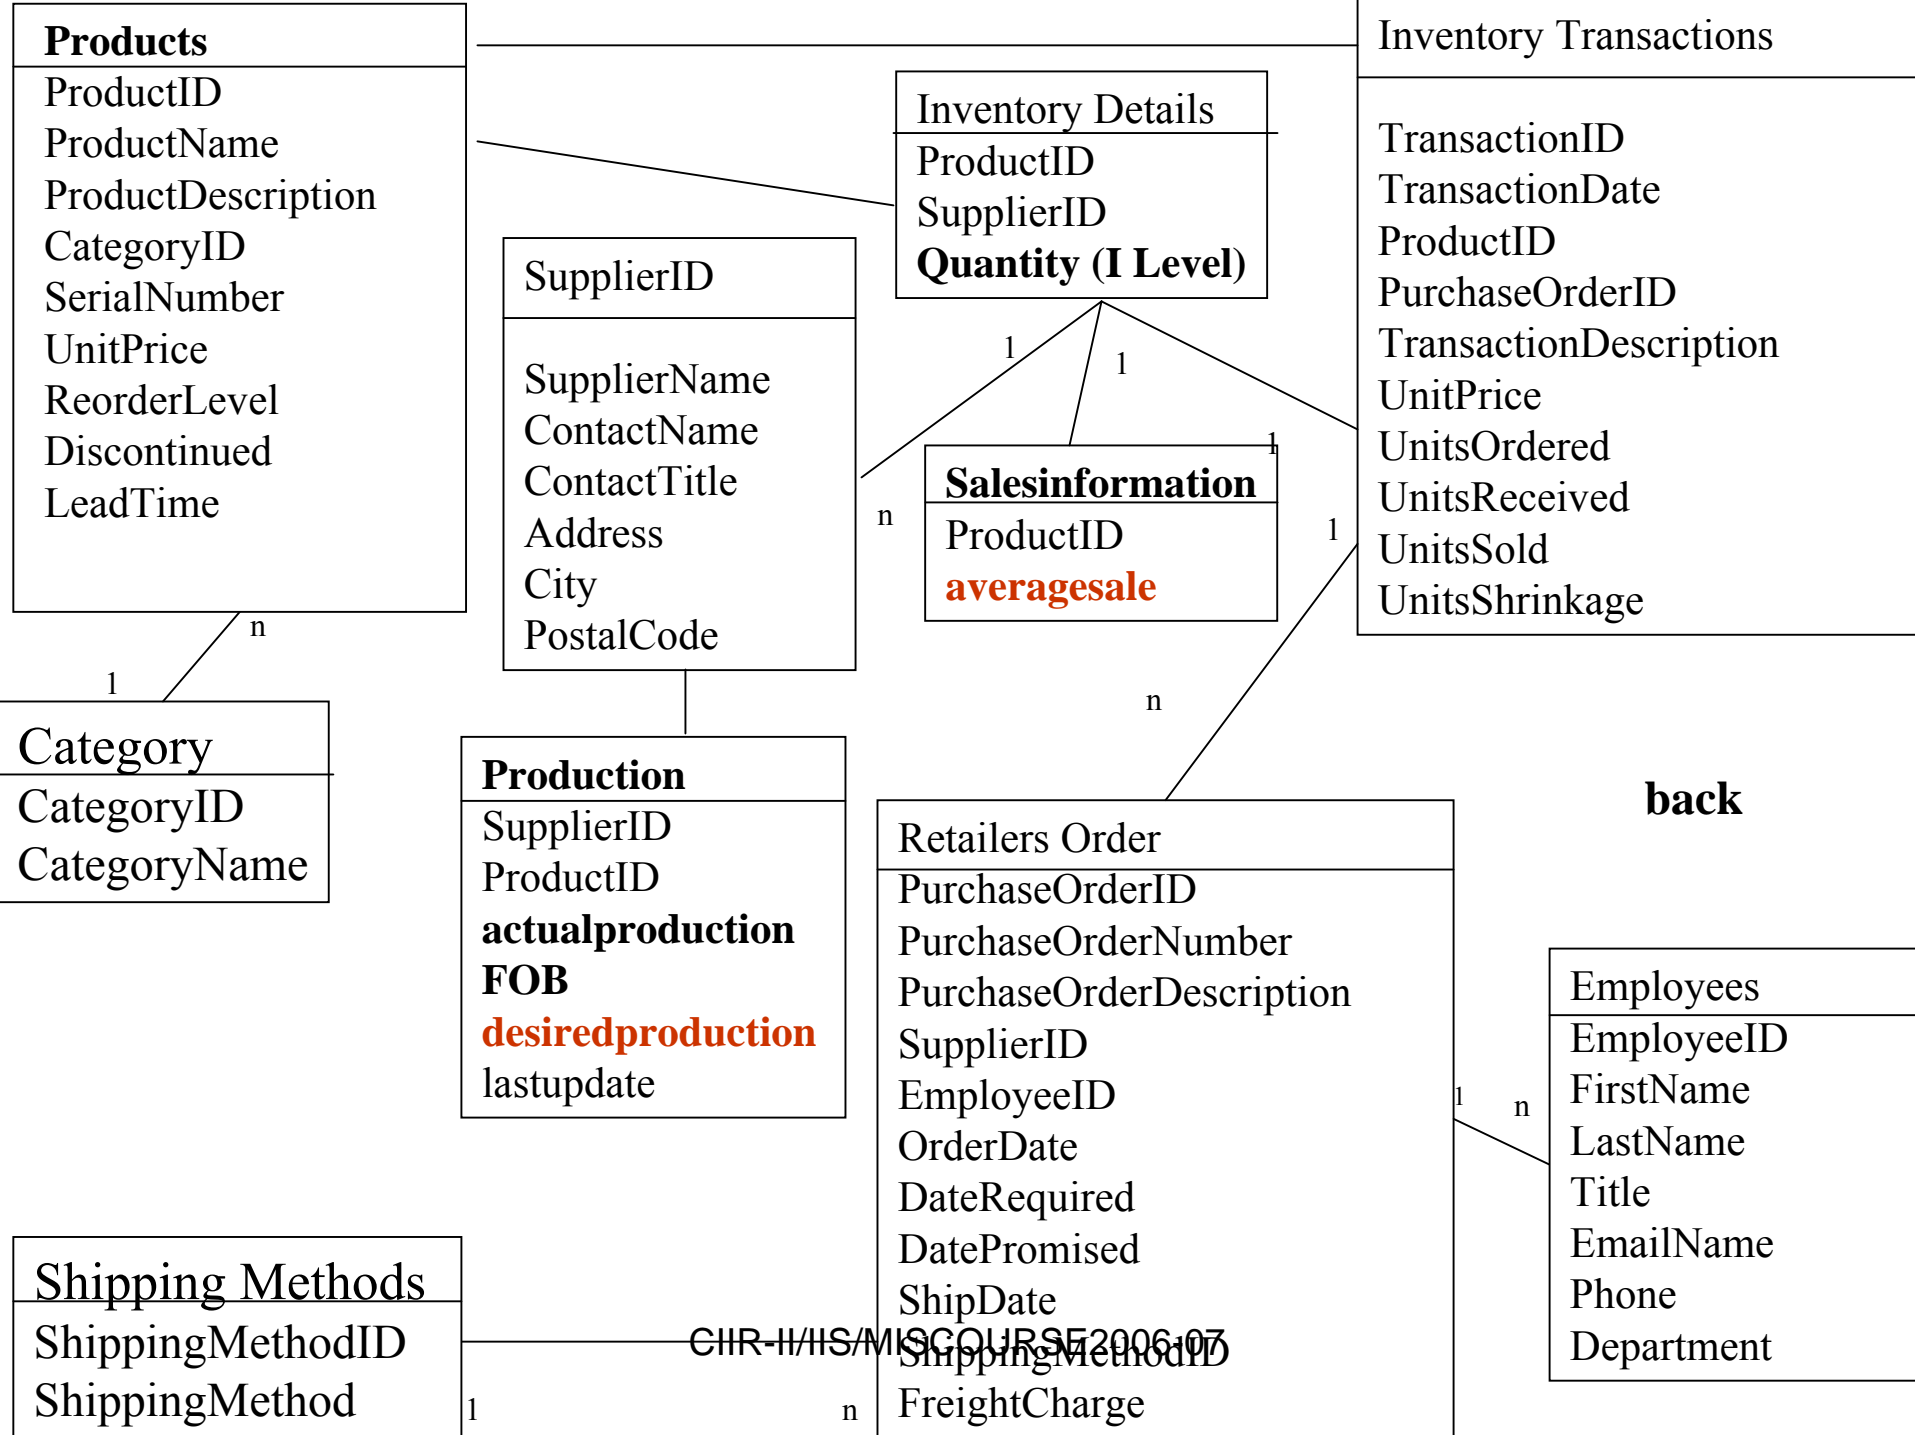 Products
ProductID
ProductName
ProductDescription
CategoryID
SerialNumber
UnitPrice
ReorderLevel
Discontinued
LeadTime
Inventory Details
ProductID
SupplierID
Quantity (I Level)
Inventory Transactions
TransactionID
TransactionDate
ProductID
PurchaseOrderID
TransactionDescription
UnitPrice
UnitsOrdered
UnitsReceived
UnitsSold
UnitsShrinkage
SupplierID
SupplierName
ContactName
ContactTitle
Address
City
PostalCode
1
1
n
1
1
n
Salesinformation
ProductID
averagesale
n
1
Category
CategoryID
CategoryName
Production
SupplierID
ProductID
actualproduction
FOB
desiredproduction
lastupdate
back
Retailers Order
PurchaseOrderID
PurchaseOrderNumber
PurchaseOrderDescription
SupplierID
EmployeeID
OrderDate
DateRequired
DatePromised
ShipDate
ShippingMethodID
FreightCharge
1
n
Employees
EmployeeID
FirstName
LastName
Title
EmailName
Phone
Department
Shipping Methods
ShippingMethodID
ShippingMethod
1
n
CIIR-II/IIS/MISCOURSE2006-07